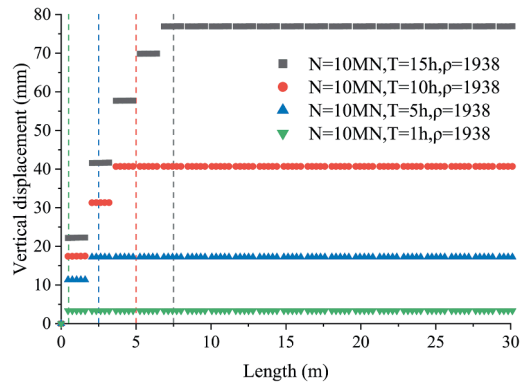 80
70
60
50
40
30
20
10
0
Vertical displacement (mm)
N=10MN,T=15h,ρ=1938
N=10MN,T=10h,ρ=1938
N=10MN,T=5h,ρ=1938
N=10MN,T=1h,ρ=1938
0 5 10 15 20 25 30
Length (m)